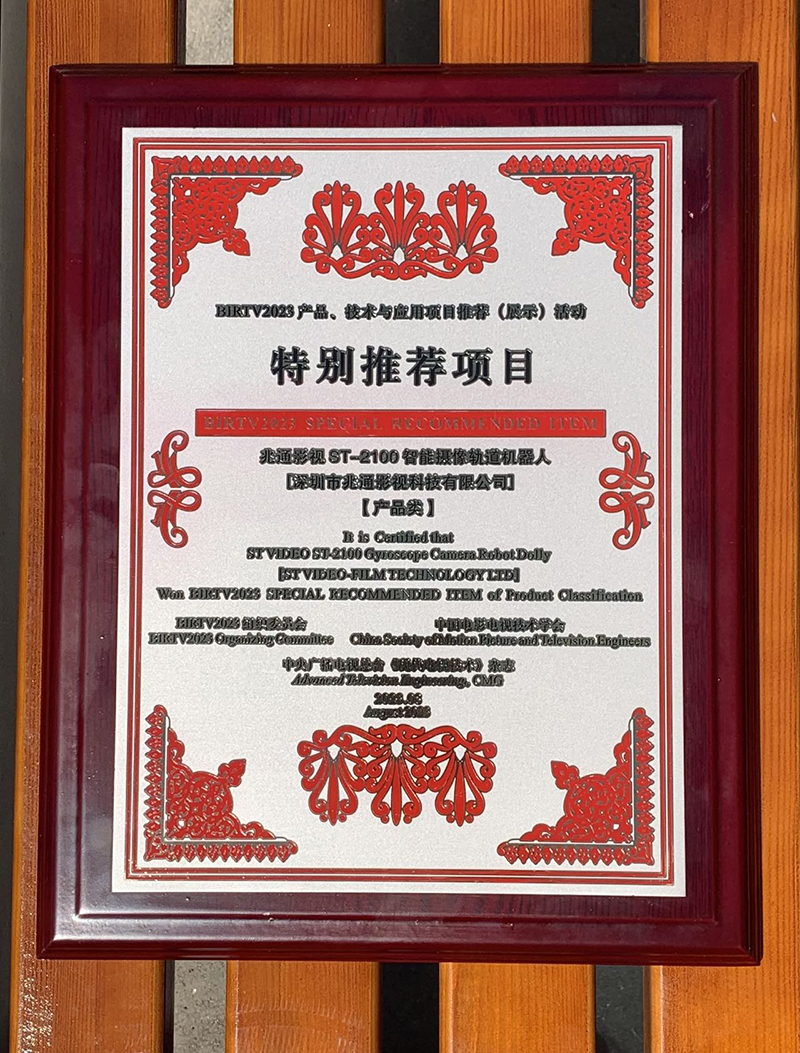 BIRTV2023 产品、技术与应用项目推荐（展示）活动
特别推荐项目
BIRTV2023 SPECIAL RECOMMENDED ITEM
兆通影视 ST-2100 智能摄像轨道机器人
[深圳市兆通影视科技有限公司]
【产品类】
It is Certified that
STVIDEO ST-2100 Gyroscope Camera Robot Dolly
[STVIDEO-FILM TECHNOLOGY LTD]
Won BIRTV2023 SPECIAL RECOMMENDED ITEM of Product Classification
BIRTV2023 组织委员会
BIRTV2023 Organizing Committee
中国电影电视技术学会
China Society of Motion Picture and Television Engineers
中央广播电视总台《现代电视技术》杂志
Advanced Television Engineering, CMG
2023.08
August 2023